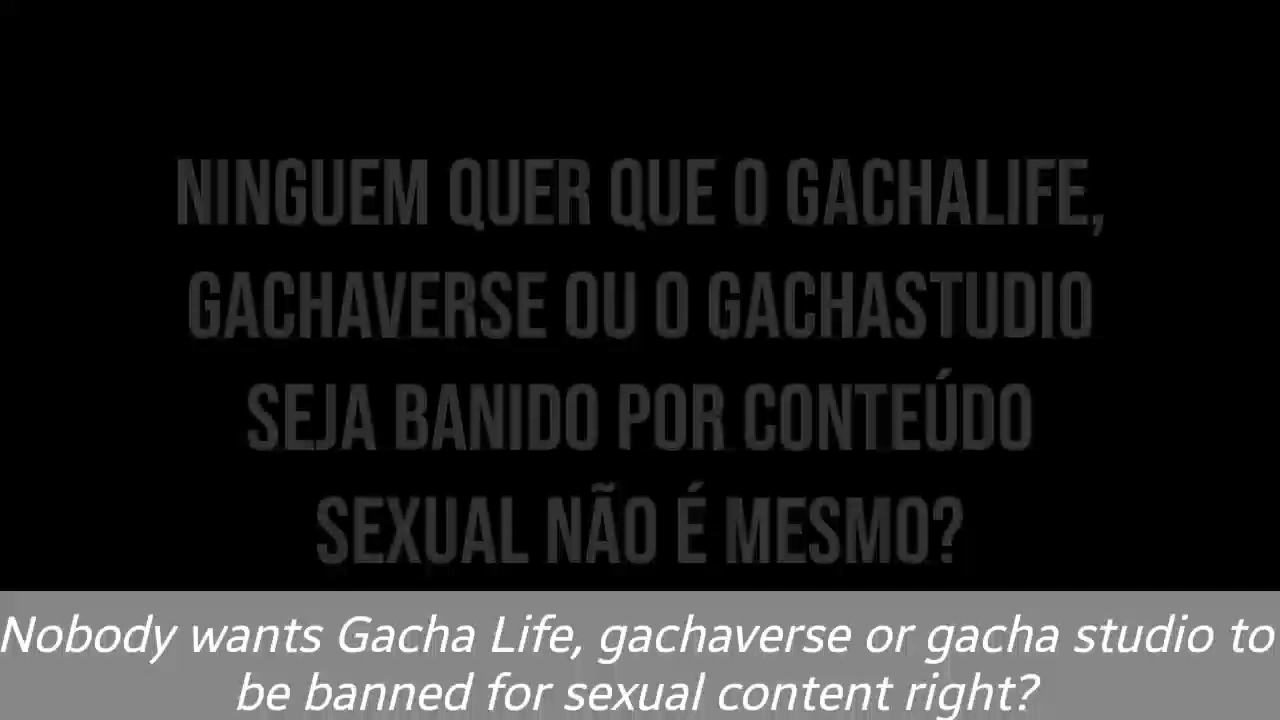 NINGUEM QUER QUE O GACHALIFE,
GACHAVERSE OU O GACHASTUDIO
SEJA BANIDO POR CONTEÚDO
SEXUAL NÃO É MESMO?
Nobody wants Gacha Life, gachaverse or gacha studio to
be banned for sexual content right?